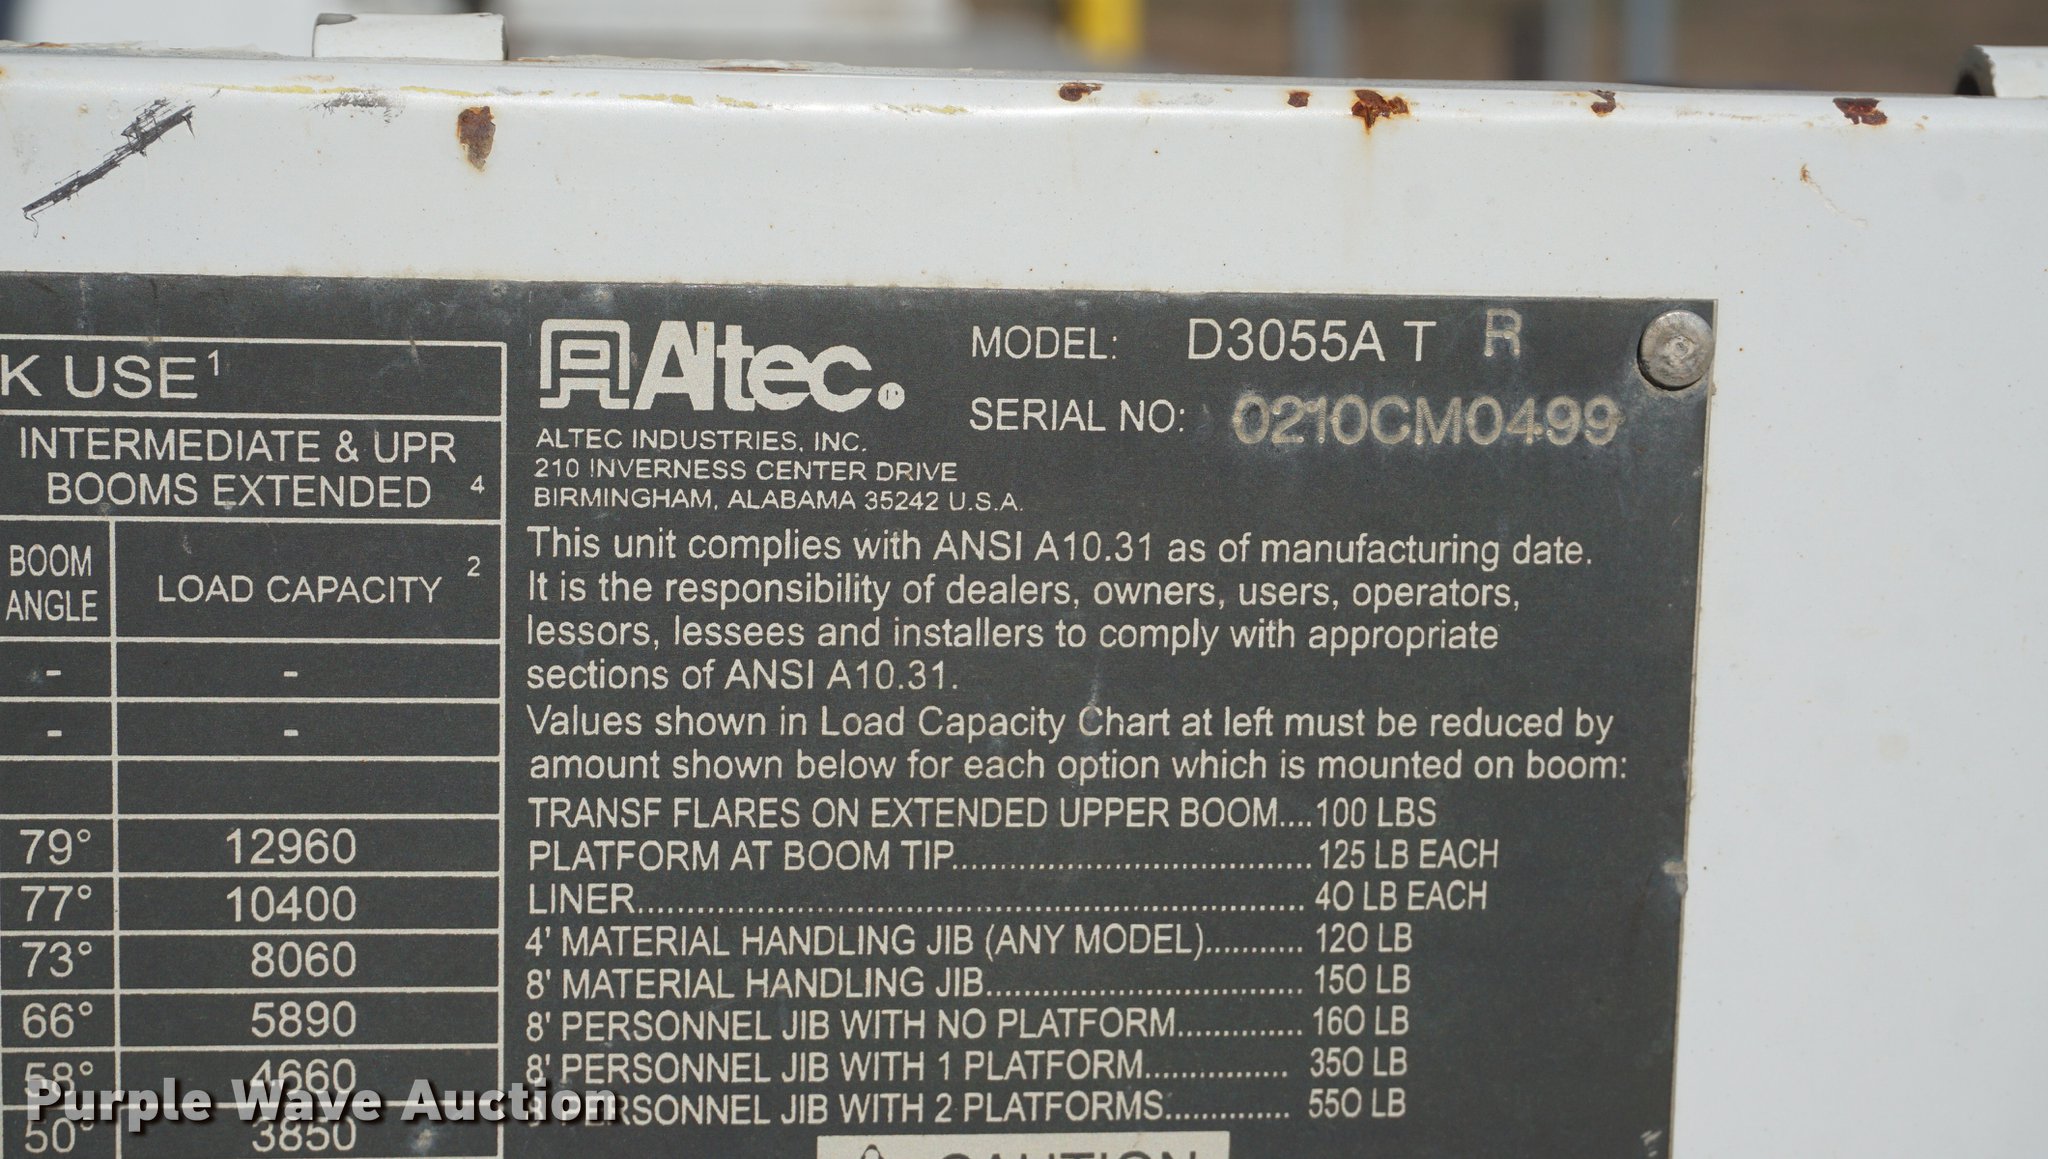 K USE¹
INTERMEDIATE & UPR
BOOMS EXTENDED 4
BOOM
ANGLE
LOAD CAPACITY 2
- -
- -
79° 12960
77° 10400
73° 8060
66° 5890
58° 4660
50° 3850
Altec
ALTEC INDUSTRIES, INC.
210 INVERNESS CENTER DRIVE
BIRMINGHAM, ALABAMA 35242 U.S.A.
MODEL: D3055A T R
SERIAL NO: 0210CM0499
This unit complies with ANSI A10.31 as of manufacturing date.
It is the responsibility of dealers, owners, users, operators,
lessors, lessees and installers to comply with appropriate
sections of ANSI A10.31.
Values shown in Load Capacity Chart at left must be reduced by
amount shown below for each option which is mounted on boom:
TRANSF FLARES ON EXTENDED UPPER BOOM....100 LBS
PLATFORM AT BOOM TIP....................................125 LB EACH
LINER.................................................................... 40 LB EACH
4' MATERIAL HANDLING JIB (ANY MODEL)........... 120 LB
8' MATERIAL HANDLING JIB................................. 150 LB
8' PERSONNEL JIB WITH NO PLATFORM.............. 160 LB
8' PERSONNEL JIB WITH 1 PLATFORM............... 350 LB
8' PERSONNEL JIB WITH 2 PLATFORMS............. 550 LB
CAUTION
Purple Wave Auction